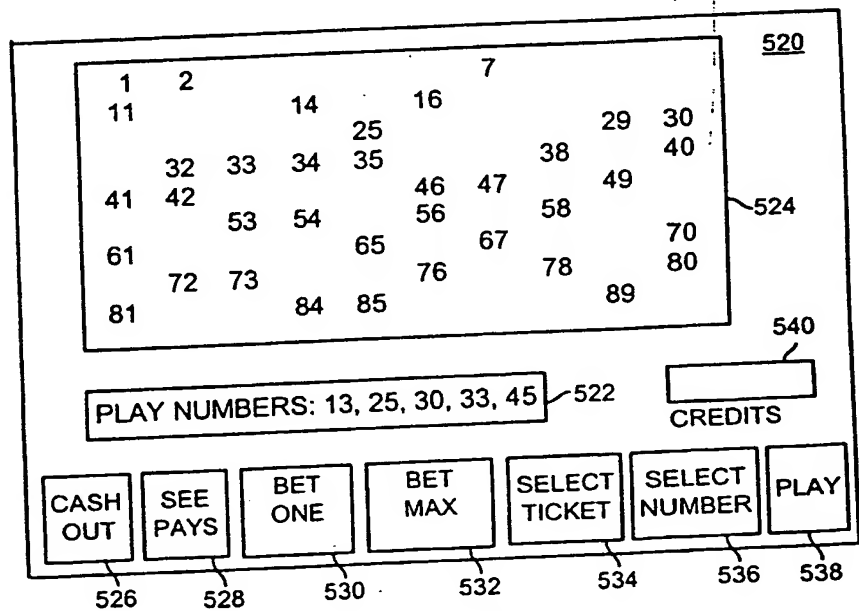 520
1 2 7
11 14 16
25 29 30
32 33 34 35 38 40
41 42 46 47 49
53 54 56 58
61 65 67 70
72 73 76 78 80
81 84 85 89
524
540
PLAY NUMBERS: 13, 25, 30, 33, 45
522
CREDITS
CASH OUT
SEE PAYS
BET ONE
BET MAX
SELECT TICKET
SELECT NUMBER
PLAY
526 528 530 532 534 536 538